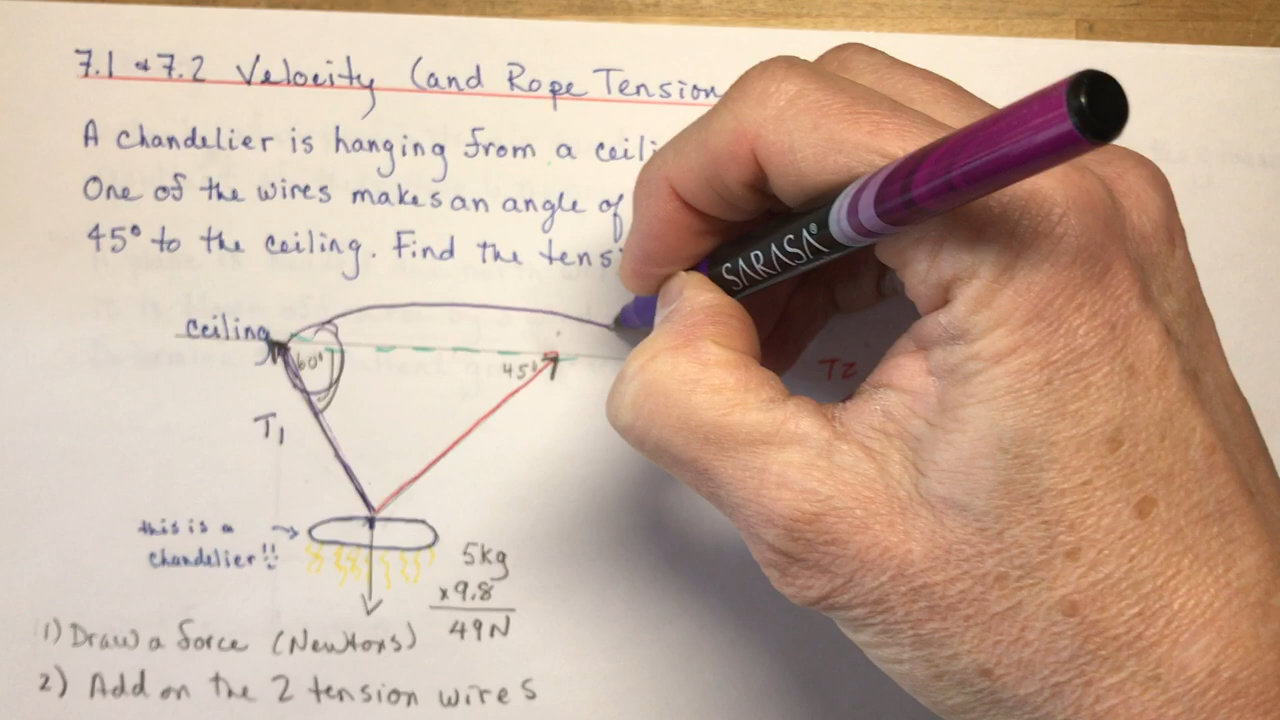 7.1 & 7.2 Velocity (and Rope Tension
A chandelier is hanging from a ceili
One of the wires makes an angle of
45° to the ceiling. Find the tensi
SARASA®
ceiling
60°
45°
T2
T1
this is a
chandelier!!
5kg
x9.8
49N
1) Draw a force (Newtons)
2) Add on the 2 tension wires